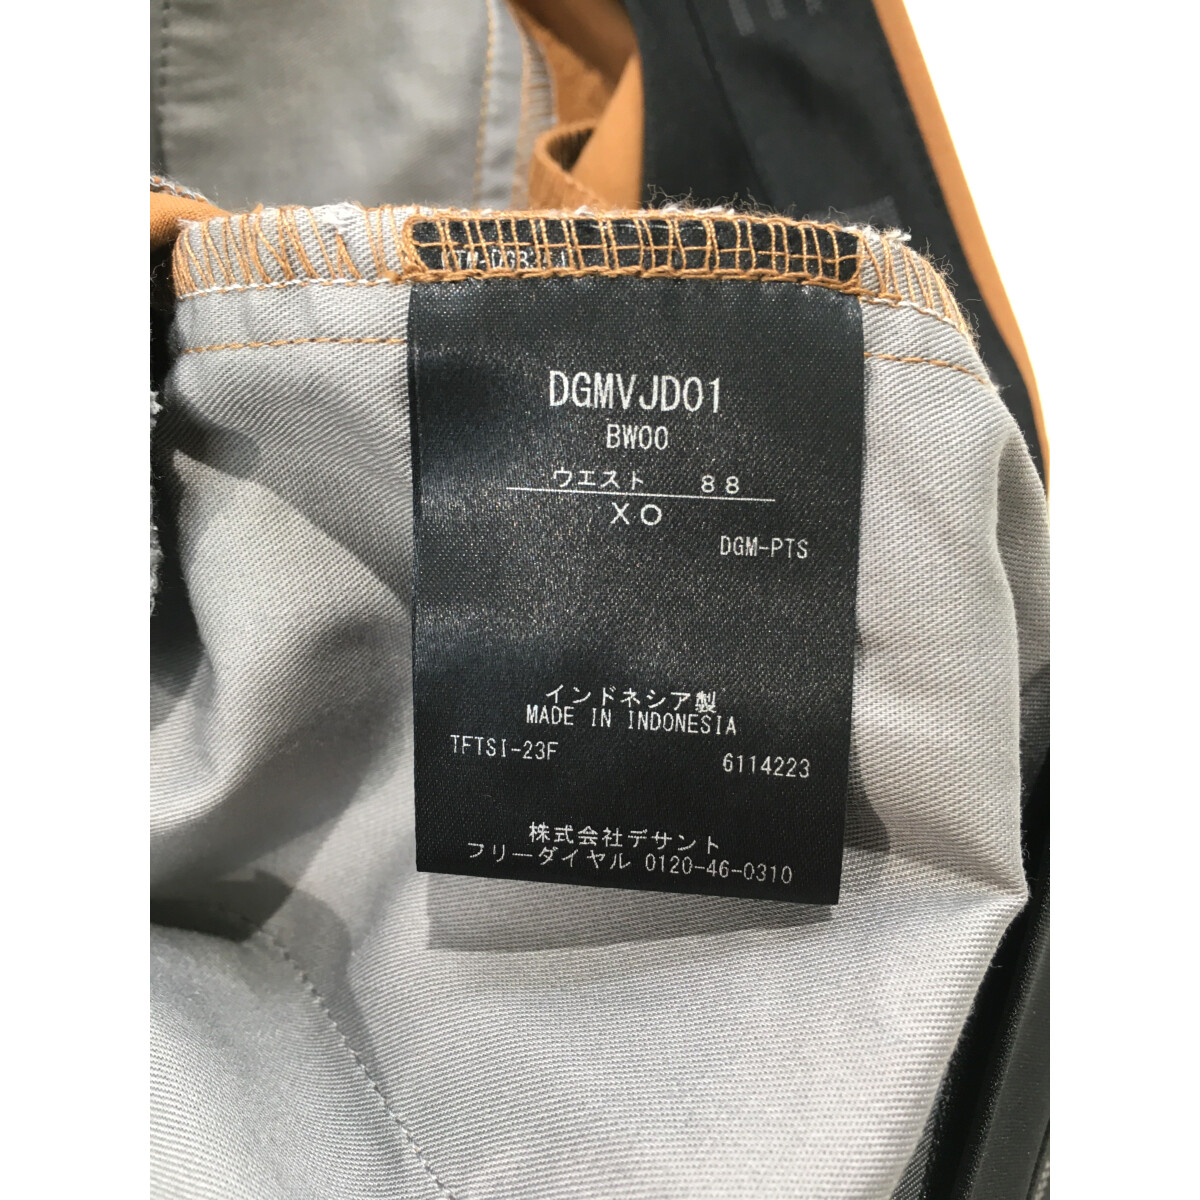 DGMVJD01
BW00
ウエスト 88
XO
DGM-PTS
インドネシア製
MADE IN INDONESIA
TFTSI-23F 6114223
株式会社デサント
フリーダイヤル 0120-46-0310